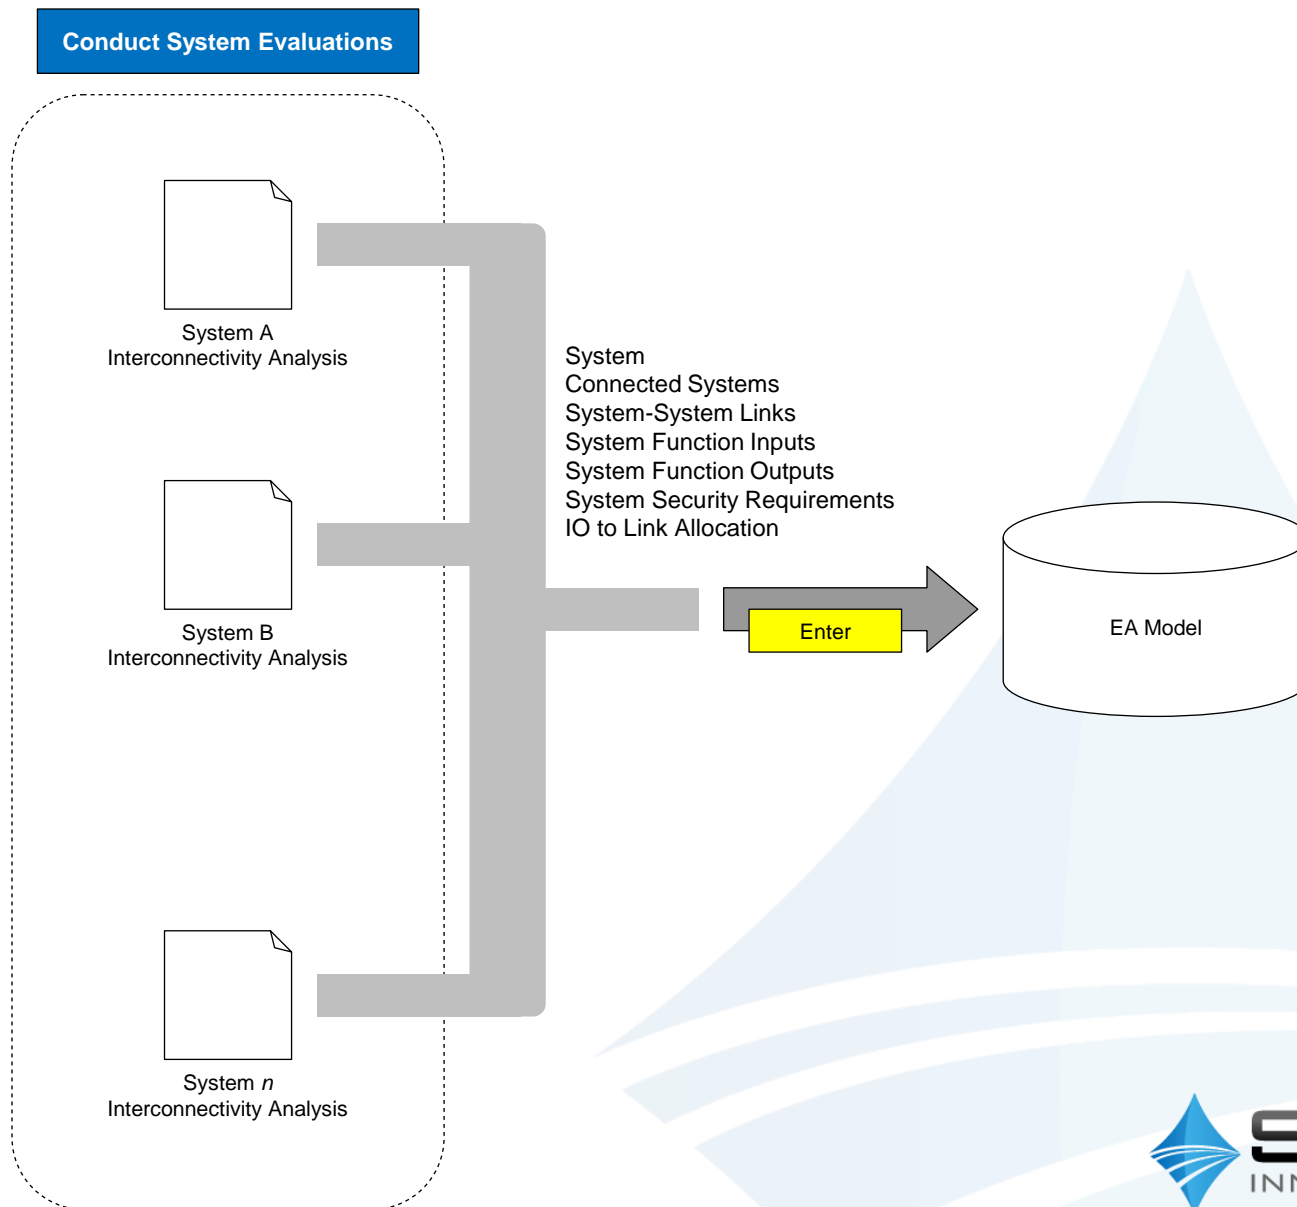 Conduct System Evaluations
System A
Interconnectivity Analysis
System
Connected Systems
System-System Links
System Function Inputs
System Function Outputs
System Security Requirements
IO to Link Allocation
System B
Interconnectivity Analysis
Enter
EA Model
System n
Interconnectivity Analysis